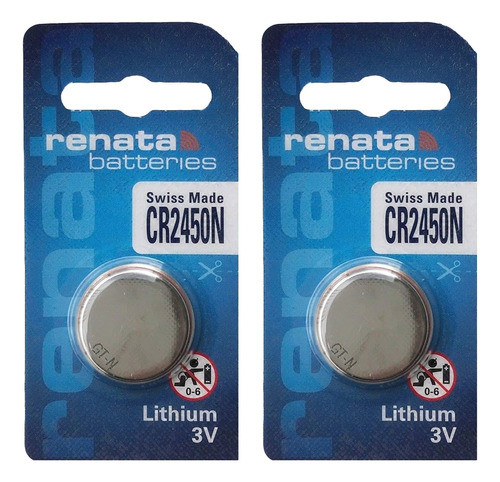 renata
batteries
Swiss Made
CR2450N
renata
GT-N
0-6
Lithium
3V
renata
batteries
Swiss Made
CR2450N
renata
GT-N
0-6
Lithium
3V